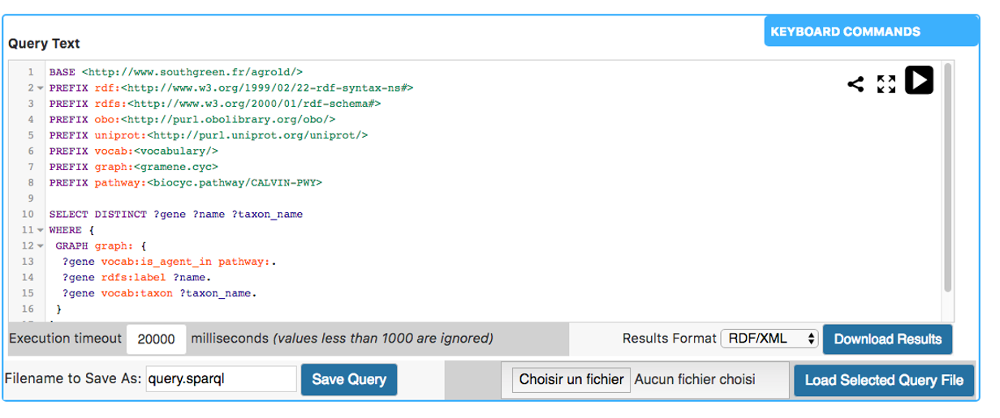 KEYBOARD COMMANDS
Query Text
1 BASE <http://www.southgreen.fr/agrold/>
2 PREFIX rdf:<http://www.w3.org/1999/02/22-rdf-syntax-ns#>
3 PREFIX rdfs:<http://www.w3.org/2000/01/rdf-schema#>
4 PREFIX obo:<http://purl.obolibrary.org/obo/>
5 PREFIX uniprot:<http://purl.uniprot.org/uniprot/>
6 PREFIX vocab:<vocabulary/>
7 PREFIX graph:<gramene.cyc>
8 PREFIX pathway:<biocyc.pathway/CALVIN-PWY>
9
10 SELECT DISTINCT ?gene ?name ?taxon_name
11 WHERE {
12 GRAPH graph: {
13 ?gene vocab:is_agent_in pathway:.
14 ?gene rdfs:label ?name.
15 ?gene vocab:taxon ?taxon_name.
16 }
Execution timeout 20000 milliseconds (values less than 1000 are ignored) Results Format RDF/XML Download Results
Filename to Save As: query.sparql Save Query Choisir un fichier Aucun fichier choisi Load Selected Query File